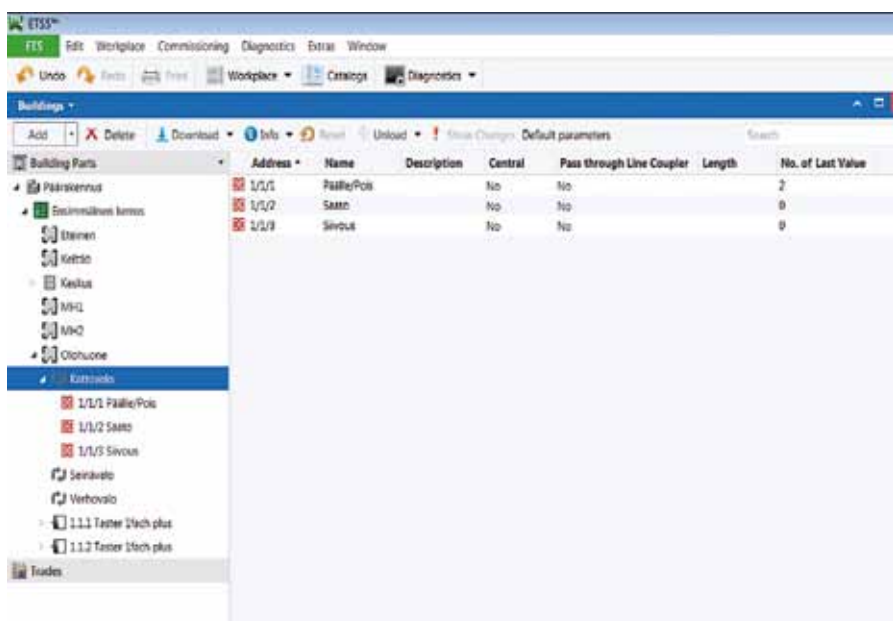 ETS5™
ETS Edit Workplace Commissioning Diagnostics Extras Window
Undo Redo Print Workplace Catalogs Diagnostics
Buildings
Add Delete Download Info Reset Unload Show Changes Default parameters Search
Building Parts Address Name Description Central Pass through Line Coupler Length No. of Last Value
Päärakennus 1/1/1 Päälle/Pois No No 2
Ensimmäinen kerros 1/1/2 Säätö No No 0
Eteinen 1/1/3 Siivous No No 0
Keittiö
Keskus
MH1
MH2
Olohuone
Kattovalo
1/1/1 Päälle/Pois
1/1/2 Säätö
1/1/3 Siivous
Seinävalo
Verhovalo
1.1.1 Taster 1fach plus
1.1.2 Taster 1fach plus
Trades